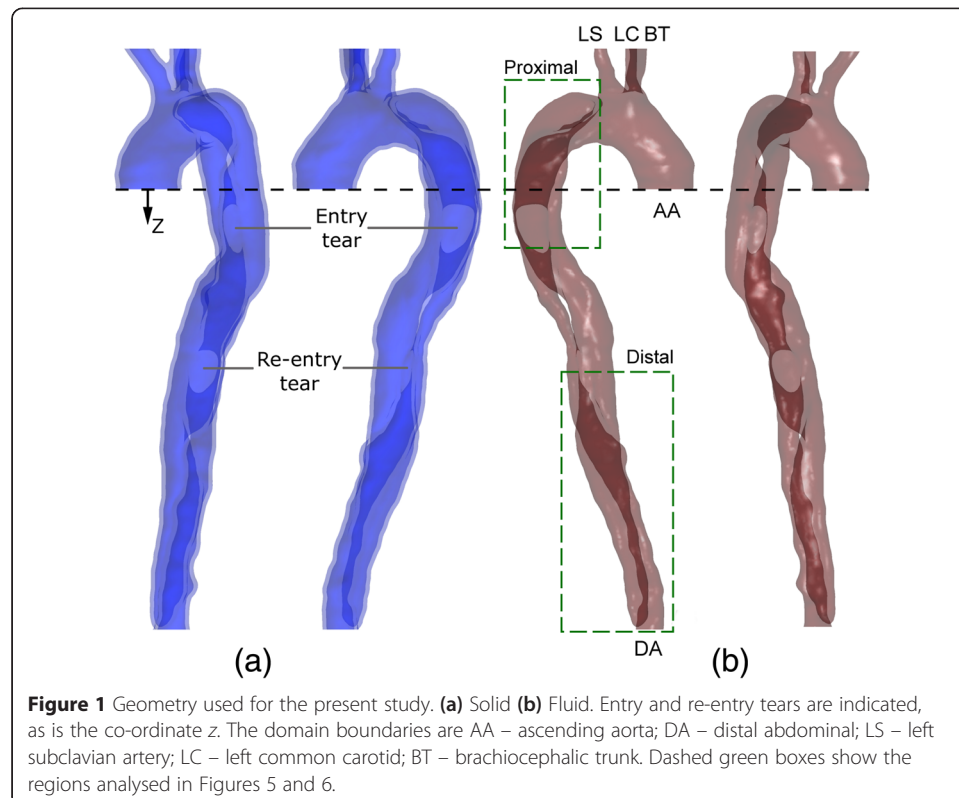 LS LC BT
Proximal
Z
AA
Entry
tear
Re-entry
tear
Distal
DA
(a)
(b)
Figure 1 Geometry used for the present study. (a) Solid (b) Fluid. Entry and re-entry tears are indicated,
as is the co-ordinate z. The domain boundaries are AA – ascending aorta; DA – distal abdominal; LS – left
subclavian artery; LC – left common carotid; BT – brachiocephalic trunk. Dashed green boxes show the
regions analysed in Figures 5 and 6.